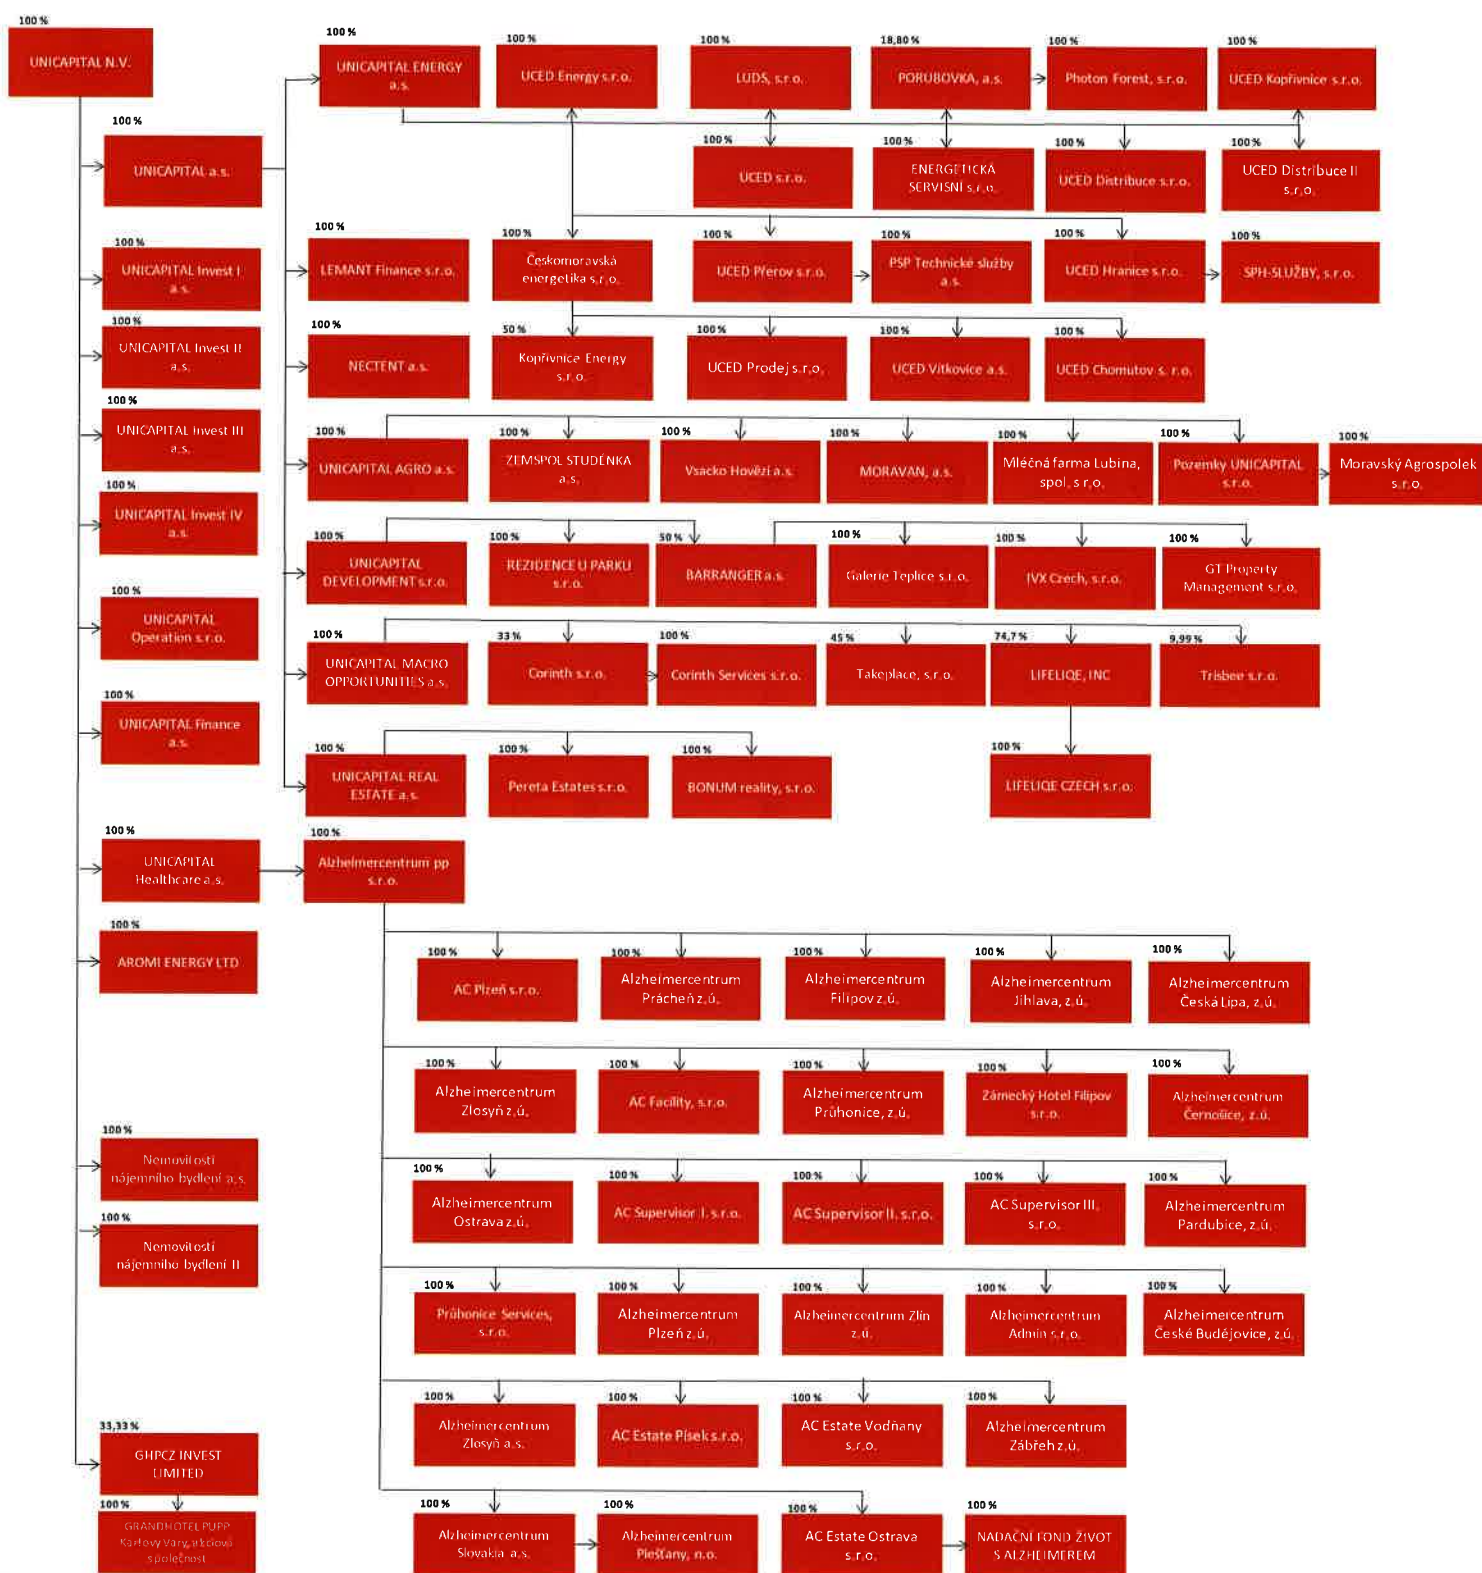 100 %
UNICAPITAL N.V.
100 %
UNICAPITAL ENERGY
a.s.
100 %
UCED Energy s.r.o.
100 %
LUDS, s.r.o.
18,80 %
PORUBOVKA, a.s.
100 %
Photon Forest, s.r.o.
100 %
UCED Kopřivnice s.r.o.
100 %
UNICAPITAL a.s.
100 %
UCED s.r.o.
100 %
ENERGETICKÁ
SERVISNÍ s.r.o.
100 %
UCED Distribuce s.r.o.
100 %
UCED Distribuce II
s.r.o.
100 %
UNICAPITAL Invest I
a.s.
100 %
LEMANT Finance s.r.o.
100 %
Českomoravská
energetika s.r.o.
100 %
UCED Přerov s.r.o.
100 %
PSP Technické služby
a.s.
100 %
UCED Hranice s.r.o.
100 %
SPH-SLUŽBY, s.r.o.
100 %
UNICAPITAL Invest II
a.s.
100 %
NECTENT a.s.
50 %
Kopřivnice Energy
s.r.o.
100 %
UCED Prodej s.r.o.
100 %
UCED Vítkovice a.s.
100 %
UCED Chomutov s. r.o.
100 %
UNICAPITAL Invest III
a.s.
100 %
UNICAPITAL AGRO a.s.
100 %
ZEMSPOL STUDÉNKA
a.s.
100 %
Vsacko Hovězí a.s.
100 %
MORAVAN, a.s.
100 %
Mléčná farma Lubina,
spol. s r.o.
100 %
Pozemky UNICAPITAL
s.r.o.
100 %
Moravský Agrospolek
s.r.o.
100 %
UNICAPITAL Invest IV
a.s.
100 %
UNICAPITAL
DEVELOPMENT s.r.o.
100 %
REZIDENCE U PARKU
s.r.o.
50 %
BARRANGER a.s.
100 %
Galerie Teplice s.r.o.
100 %
IVX Czech, s.r.o.
100 %
GT Property
Management s.r.o.
100 %
UNICAPITAL
Operation s.r.o.
100 %
UNICAPITAL MACRO
OPPORTUNITIES a.s.
33 %
Corinth s.r.o.
100 %
Corinth Services s.r.o.
45 %
Takeplace, s.r.o.
74,7 %
LIFELIQE, INC
9,99 %
Trisbee s.r.o.
100 %
UNICAPITAL Finance
a.s.
100 %
UNICAPITAL REAL
ESTATE a.s.
100 %
Pereta Estates s.r.o.
100 %
BONUM reality, s.r.o.
100 %
LIFELIQE CZECH s.r.o.
100 %
UNICAPITAL
Healthcare a.s.
100 %
Alzheimercentrum pp
s.r.o.
100 %
AROMI ENERGY LTD
100 %
AC Plzeň s.r.o.
100 %
Alzheimercentrum
Prácheň z.ú.
100 %
Alzheimercentrum
Filipov z.ú.
100 %
Alzheimercentrum
Jihlava, z.ú.
100 %
Alzheimercentrum
Česká Lípa, z.ú.
100 %
Alzheimercentrum
Zlosyň z.ú.
100 %
AC Facility, s.r.o.
100 %
Alzheimercentrum
Průhonice, z.ú.
100 %
Zámecký Hotel Filipov
s.r.o.
100 %
Alzheimercentrum
Černošice, z.ú.
100 %
Nemovitosti
nájemního bydlení a.s.
100 %
Alzheimercentrum
Ostrava z.ú.
100 %
AC Supervisor I. s.r.o.
100 %
AC Supervisor II. s.r.o.
100 %
AC Supervisor III.
s.r.o.
100 %
Alzheimercentrum
Pardubice, z.ú.
100 %
Nemovitosti
nájemního bydlení II
100 %
Průhonice Services,
s.r.o.
100 %
Alzheimercentrum
Plzeň z.ú.
100 %
Alzheimercentrum Zlín
z.ú.
100 %
Alzheimercentrum
Admin s.r.o.
100 %
Alzheimercentrum
České Budějovice, z.ú.
100 %
Alzheimercentrum
Zlosyň a.s.
100 %
AC Estate Písek s.r.o.
100 %
AC Estate Vodňany
s.r.o.
100 %
Alzheimercentrum
Zábřeh z.ú.
33,33 %
GHPCZ INVEST
LIMITED
100 %
GRANDHOTEL PUPP
Karlovy Vary, akciová
společnost
100 %
Alzheimercentrum
Slovakia a.s.
100 %
Alzheimercentrum
Piešťany, n.o.
100 %
AC Estate Ostrava
s.r.o.
100 %
NADAČNÍ FOND ŽIVOT
S ALZHEIMEREM